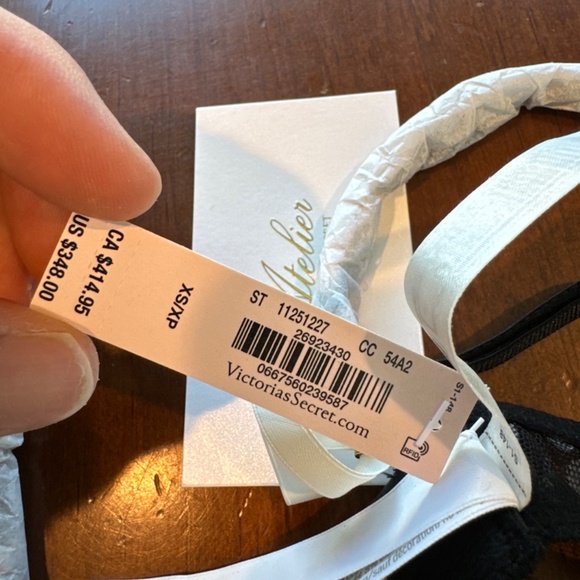 US $348.00
CA $414.95
XS/XP
ST 11251227 CC 54A2
26923430
0667560239587
VictoriasSecret.com
RFID
Atelier